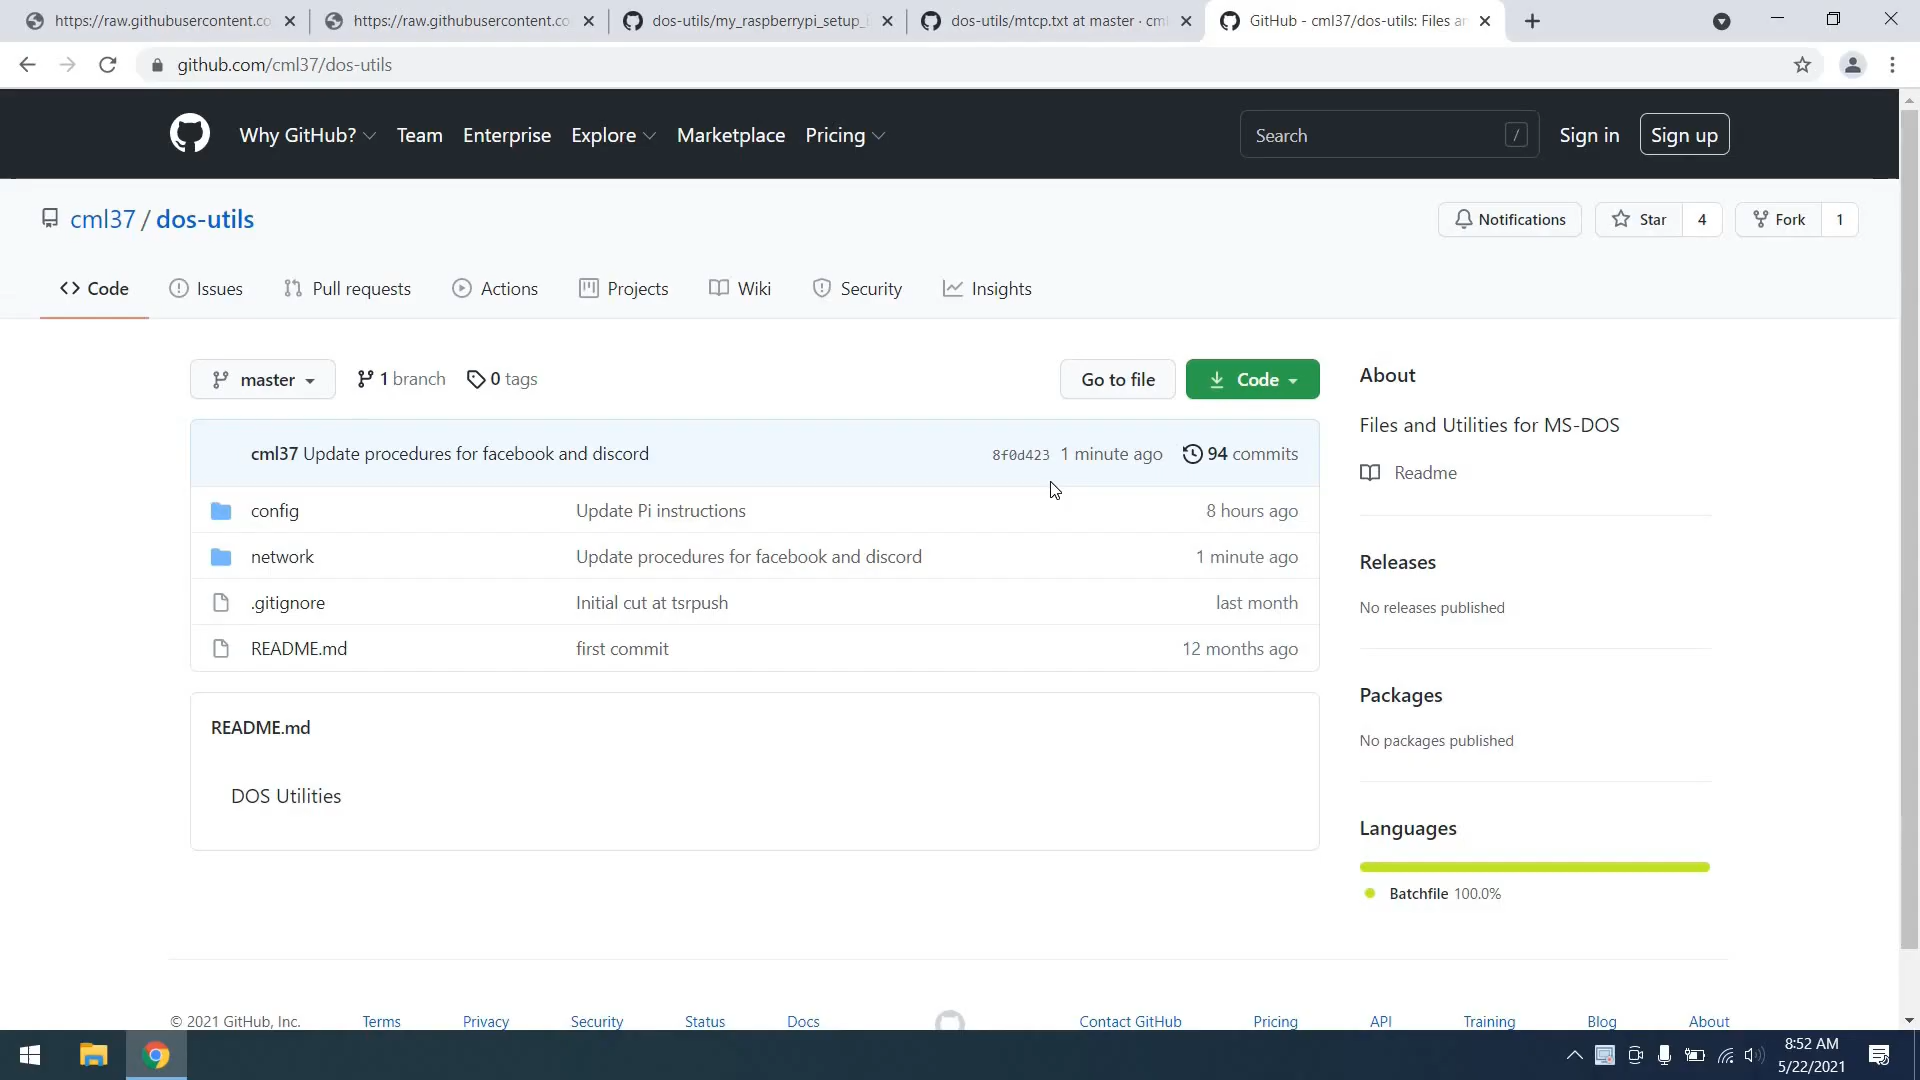 https://raw.githubusercontent.co
https://raw.githubusercontent.co
dos-utils/my_raspberrypi_setup_i
dos-utils/mtcp.txt at master · cml
GitHub - cml37/dos-utils: Files an
github.com/cml37/dos-utils
Why GitHub?
Team
Enterprise
Explore
Marketplace
Pricing
Search
/
Sign in
Sign up
cml37 / dos-utils
Notifications
Star 4
Fork 1
Code
Issues
Pull requests
Actions
Projects
Wiki
Security
Insights
master
1 branch
0 tags
Go to file
Code
cml37 Update procedures for facebook and discord 8f0d423 1 minute ago 94 commits
config Update Pi instructions 8 hours ago
network Update procedures for facebook and discord 1 minute ago
.gitignore Initial cut at tsrpush last month
README.md first commit 12 months ago
README.md
DOS Utilities
About
Files and Utilities for MS-DOS
Readme
Releases
No releases published
Packages
No packages published
Languages
Batchfile 100.0%
© 2021 GitHub, Inc.
Terms
Privacy
Security
Status
Docs
Contact GitHub
Pricing
API
Training
Blog
About
8:52 AM
5/22/2021